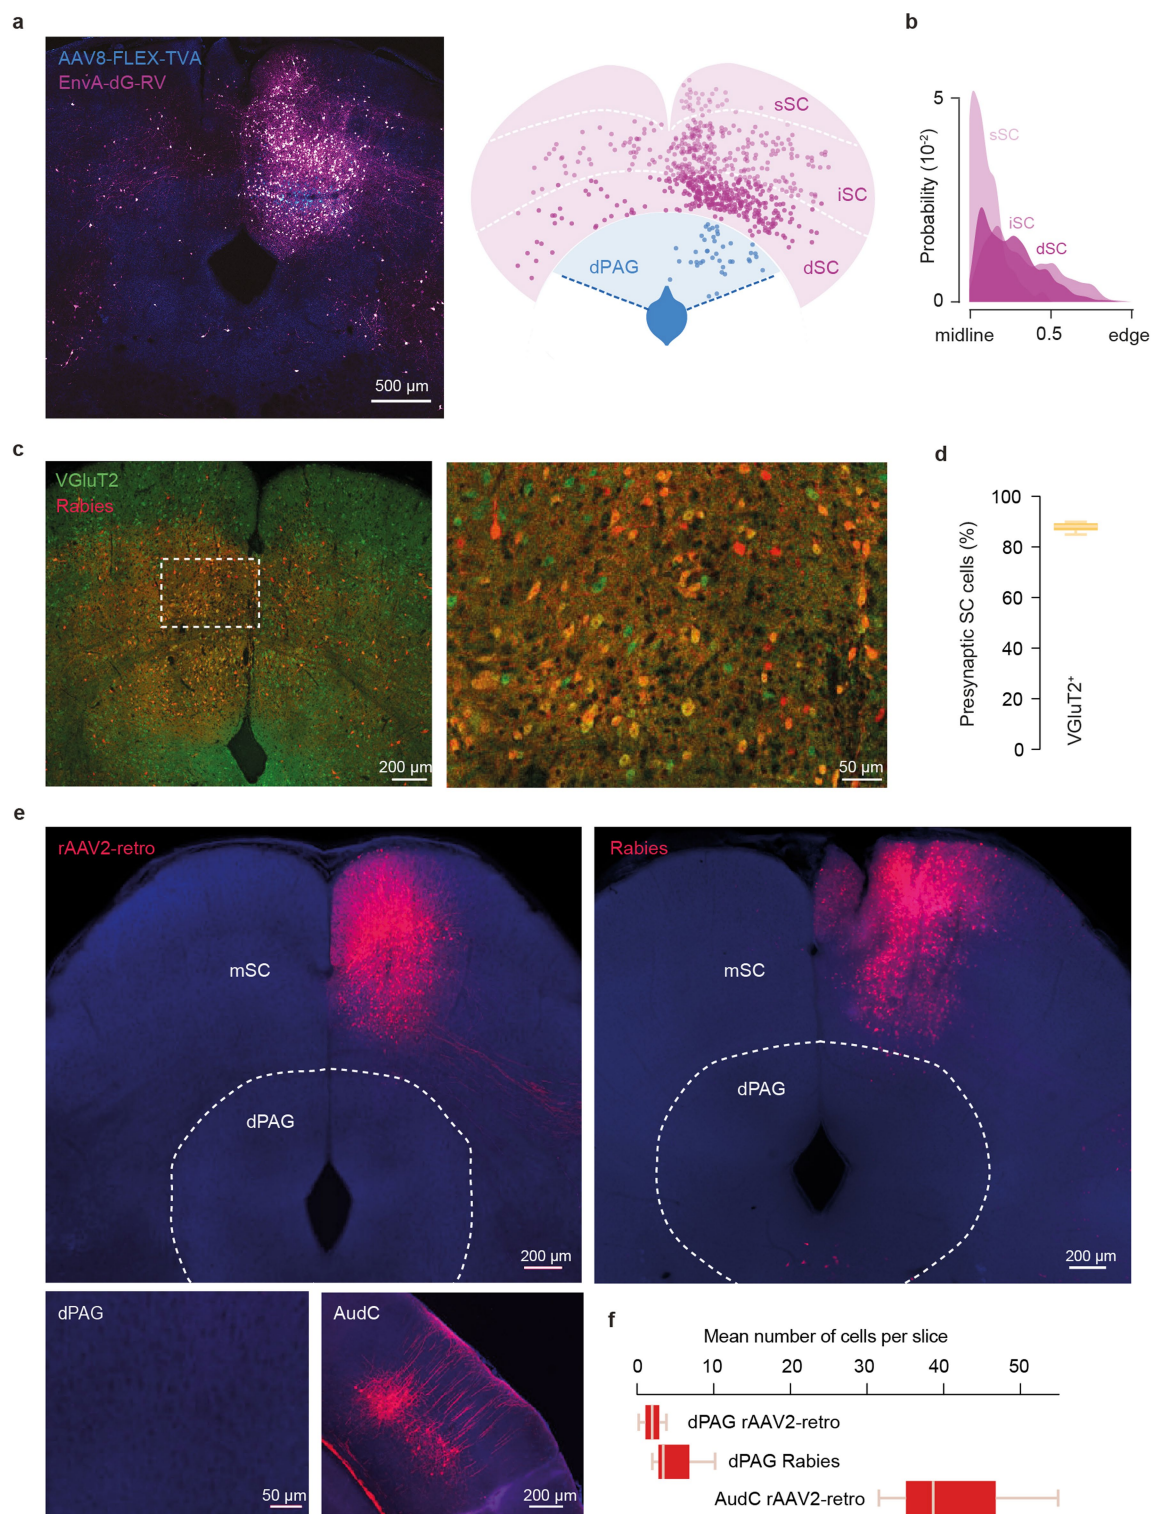 a
AAV8-FLEX-TVA
EnvA-dG-RV
500 µm
sSC
iSC
dSC
dPAG
b
Probability (10⁻²)
5
0
sSC
iSC
dSC
midline
0.5
edge
c
VGluT2
Rabies
200 µm
50 µm
d
Presynaptic SC cells (%)
100
80
60
40
20
0
VGluT2⁺
e
rAAV2-retro
mSC
dPAG
200 µm
Rabies
mSC
dPAG
200 µm
dPAG
50 µm
AudC
200 µm
f
Mean number of cells per slice
0 10 20 30 40 50
dPAG rAAV2-retro
dPAG Rabies
AudC rAAV2-retro